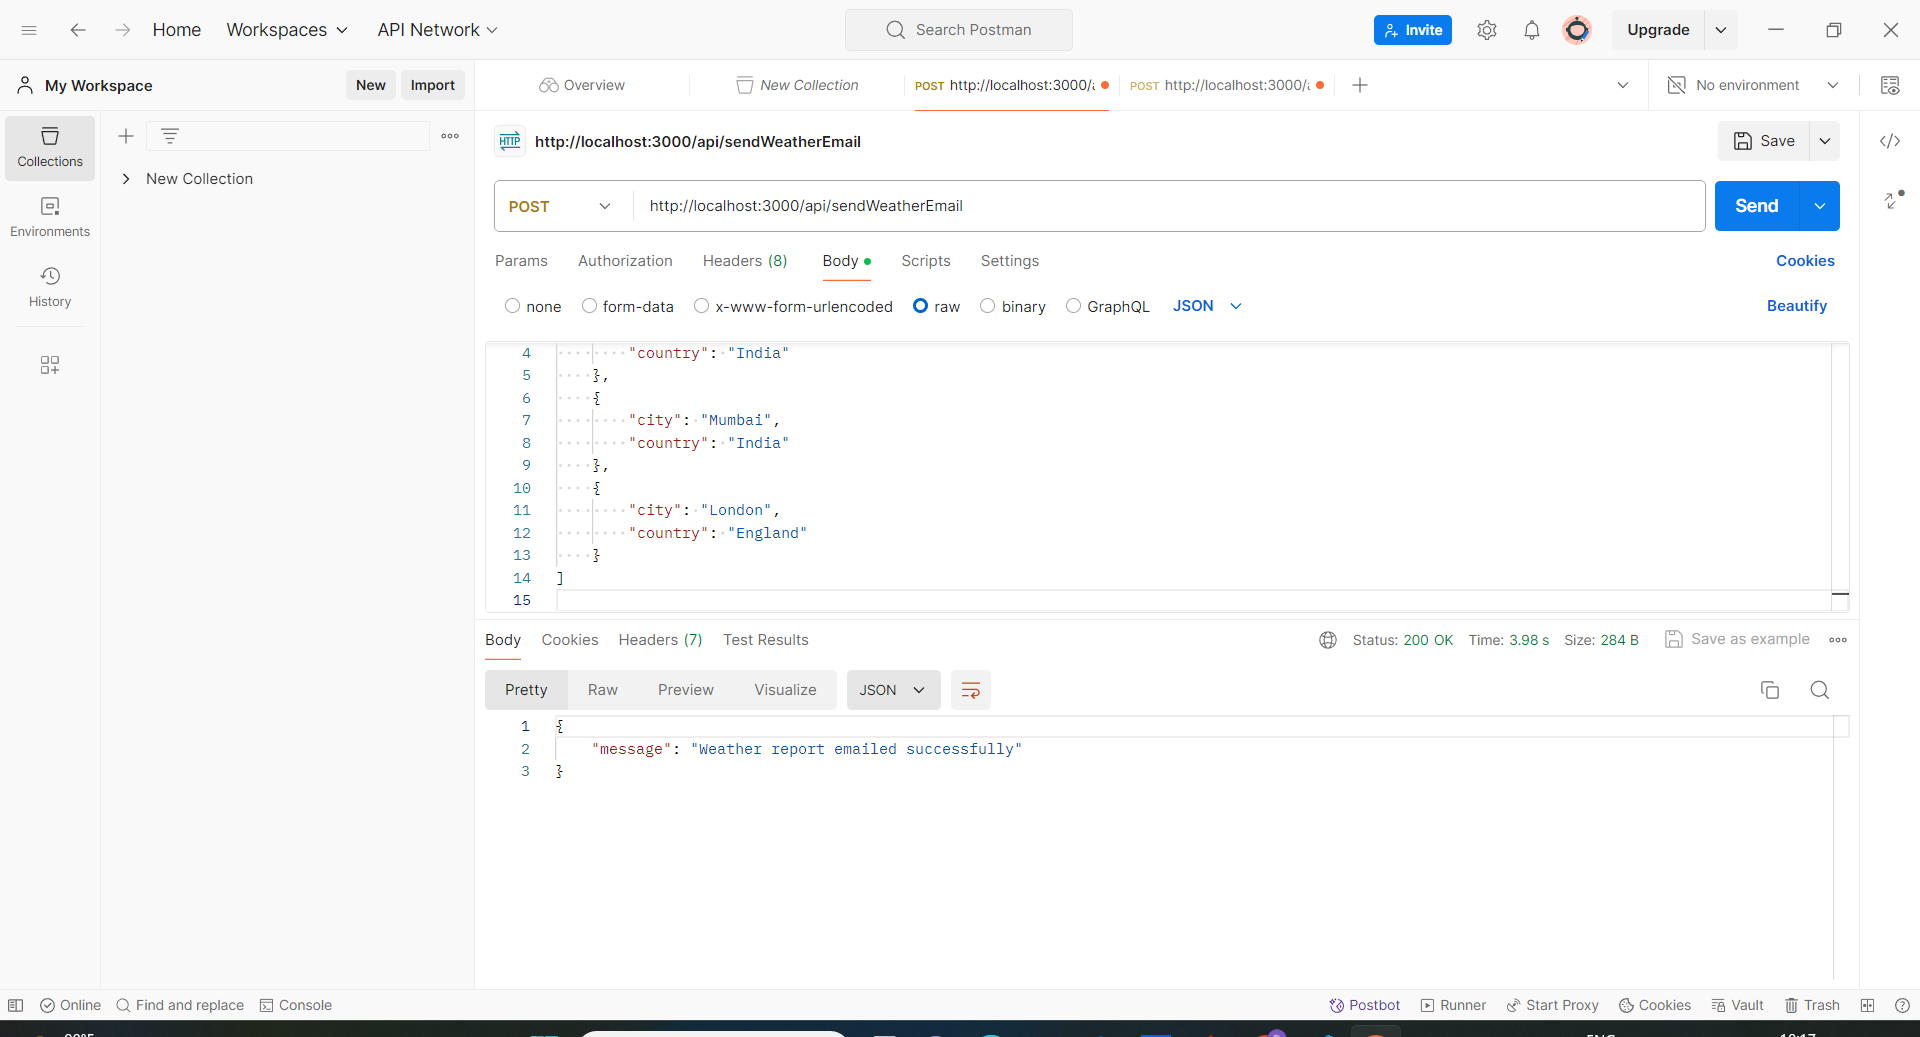 Home Workspaces API Network Search Postman Invite Upgrade
My Workspace New Import Overview New Collection POST http://localhost:3000/ POST http://localhost:3000/ No environment
Collections
Environments
History
New Collection
HTTP http://localhost:3000/api/sendWeatherEmail Save
POST http://localhost:3000/api/sendWeatherEmail Send
Params Authorization Headers (8) Body Scripts Settings Cookies
none form-data x-www-form-urlencoded raw binary GraphQL JSON Beautify
4 "country": "India"
5 },
6 {
7 "city": "Mumbai",
8 "country": "India"
9 },
10 {
11 "city": "London",
12 "country": "England"
13 }
14 ]
15
Body Cookies Headers (7) Test Results Status: 200 OK Time: 3.98 s Size: 284 B Save as example
Pretty Raw Preview Visualize JSON
1 {
2 "message": "Weather report emailed successfully"
3 }
Online Find and replace Console Postbot Runner Start Proxy Cookies Vault Trash